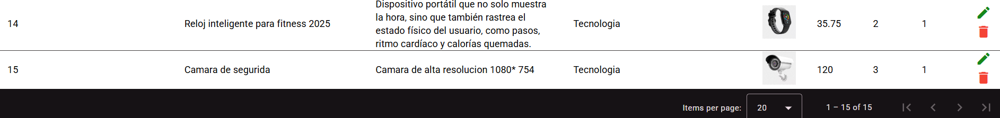 14
Reloj inteligente para fitness 2025
Dispositivo portátil que no solo muestra
la hora, sino que también rastrea el
estado físico del usuario, como pasos,
ritmo cardíaco y calorías quemadas.
Tecnologia
35.75
2
1
15
Camara de segurida
Camara de alta resolucion 1080* 754
Tecnologia
120
3
1
Items per page:
20
1 – 15 of 15